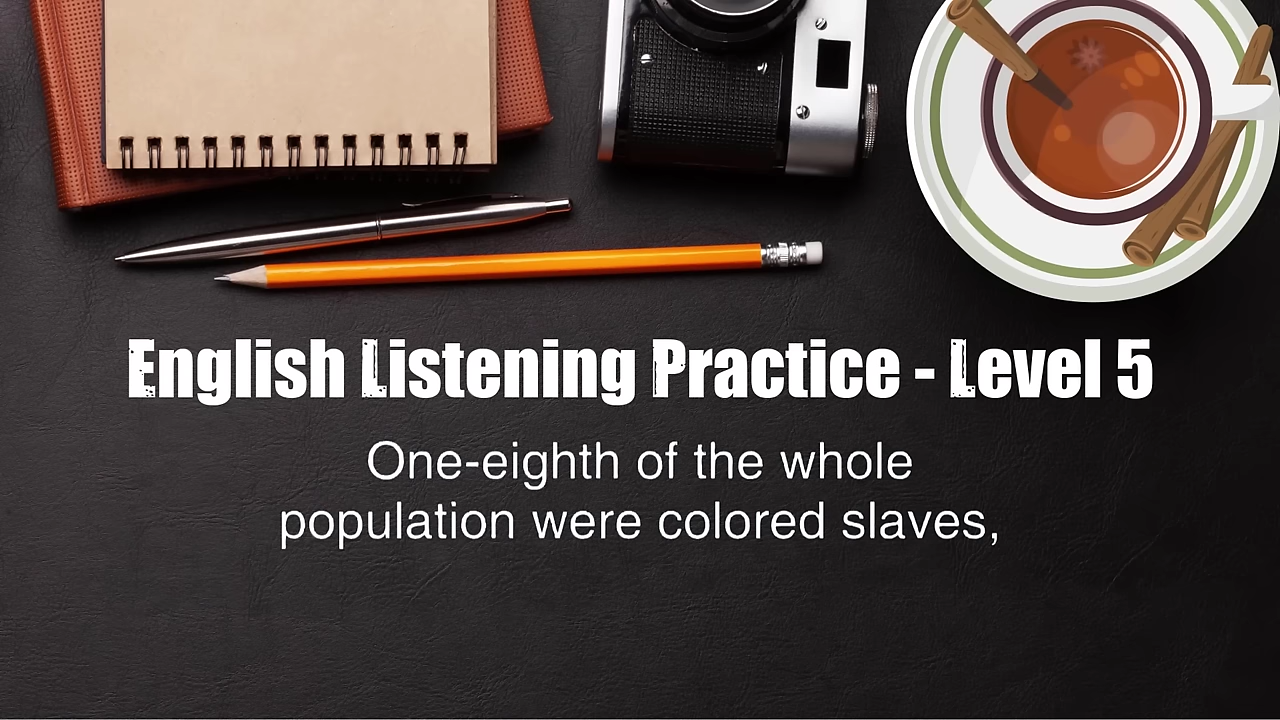 English Listening Practice - Level 5
One-eighth of the whole
population were colored slaves,